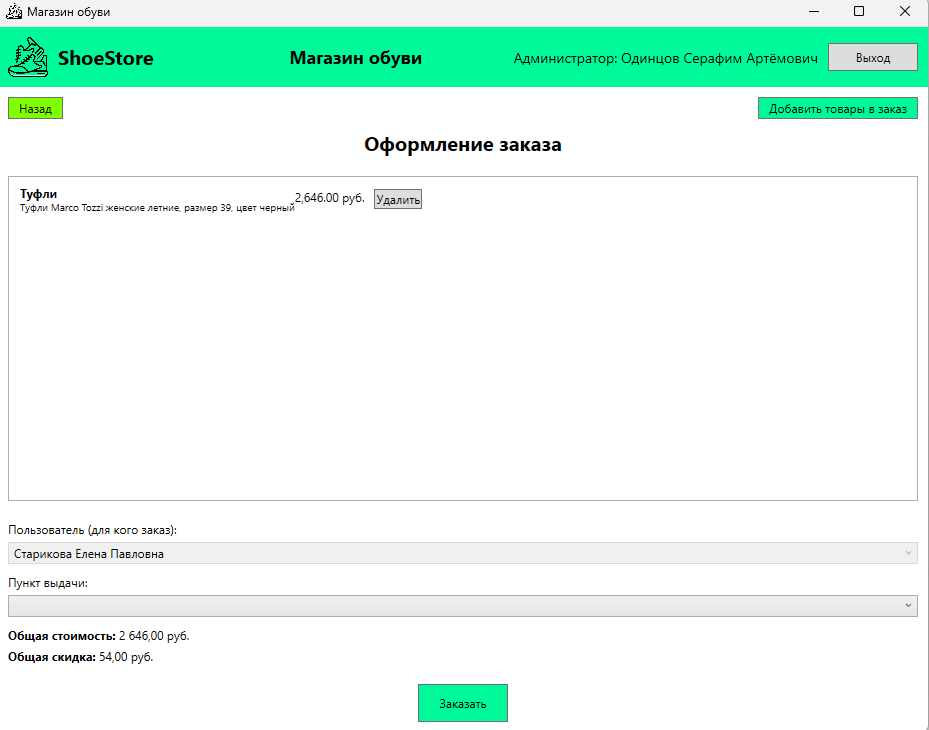 Магазин обуви
ShoeStore
Магазин обуви
Администратор: Одинцов Серафим Артёмович
Выход
Назад
Добавить товары в заказ
Оформление заказа
Туфли
2,646.00 руб.
Удалить
Туфли Marco Tozzi женские летние, размер 39, цвет черный
Пользователь (для кого заказ):
Старикова Елена Павловна
Пункт выдачи:
Общая стоимость: 2 646,00 руб.
Общая скидка: 54,00 руб.
Заказать